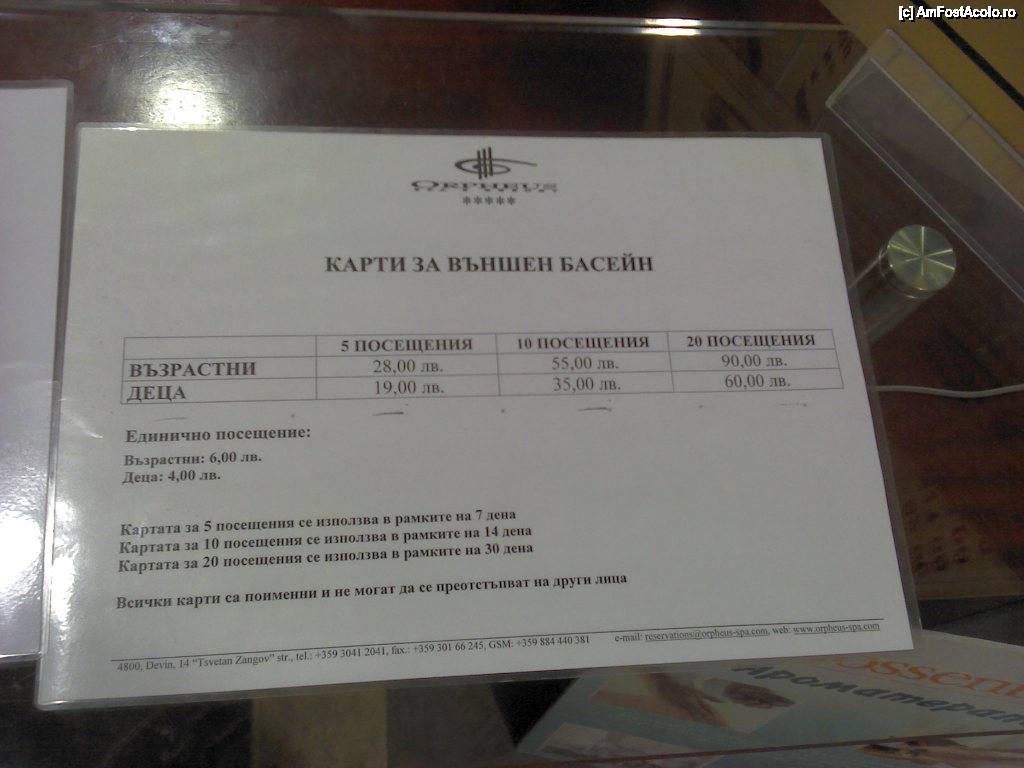 [c] AmFostAcolo.ro
ORPHEUS
*****
КАРТИ ЗА ВЪНШЕН БАСЕЙН
5 ПОСЕЩЕНИЯ 10 ПОСЕЩЕНИЯ 20 ПОСЕЩЕНИЯ
ВЪЗРАСТНИ 28,00 лв. 55,00 лв. 90,00 лв.
ДЕЦА 19,00 лв. 35,00 лв. 60,00 лв.
Единично посещение:
Възрастни: 6,00 лв.
Деца: 4,00 лв.
Картата за 5 посещения се използва в рамките на 7 дена
Картата за 10 посещения се използва в рамките на 14 дена
Картата за 20 посещения се използва в рамките на 30 дена
Всички карти са поименни и не могат да се преотстъпват на други лица
4800, Devin, 14 "Tsvetan Zangov" str., tel.: +359 3041 2041, fax.: +359 301 66 245, GSM: +359 884 440 381 e-mail: reservations@orpheus-spa.com, web: www.orpheus-spa.com